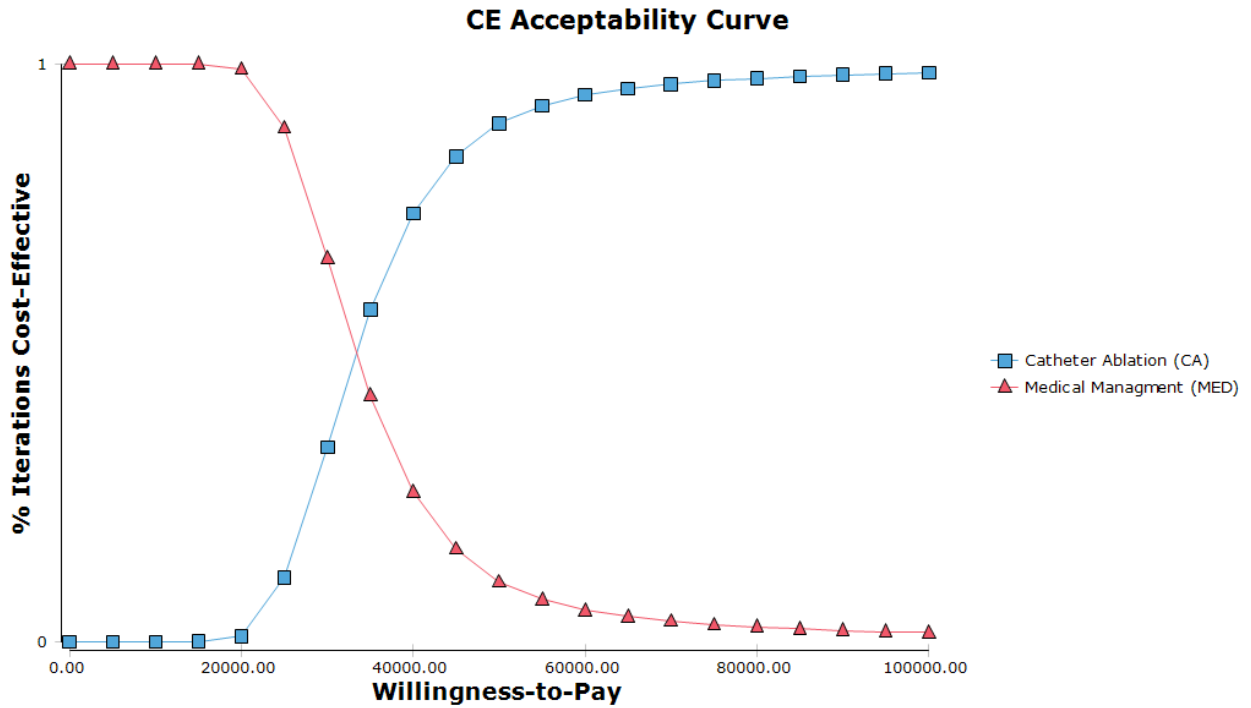 CE Acceptability Curve
% Iterations Cost-Effective
1
0
0.00 20000.00 40000.00 60000.00 80000.00 100000.00
Willingness-to-Pay
Catheter Ablation (CA)
Medical Managment (MED)